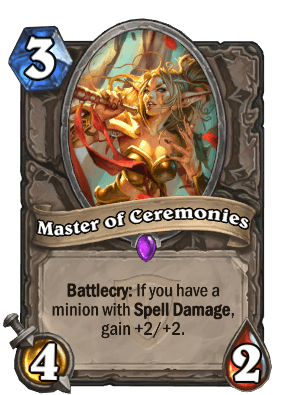 3
Master of Ceremonies
Battlecry: If you have a
minion with Spell Damage,
gain +2/+2.
4
2